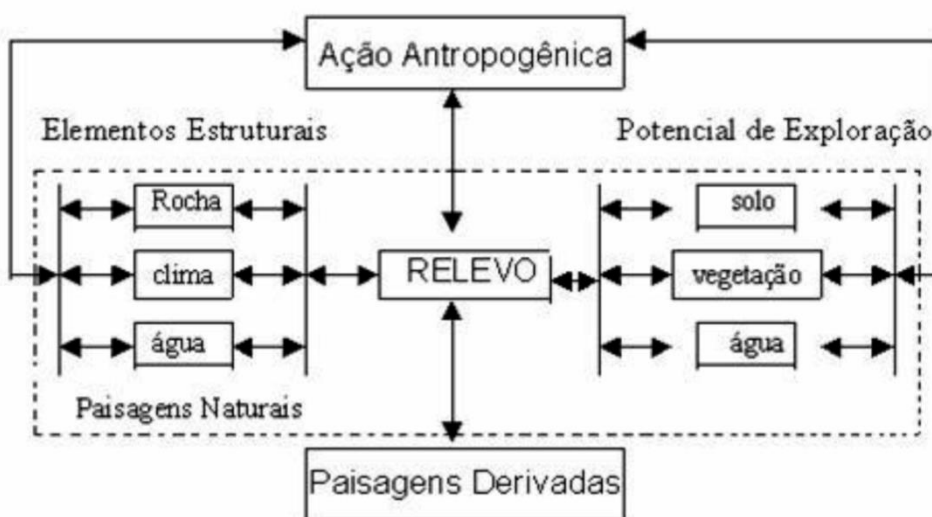 Ação Antropogênica
Elementos Estruturais
Potencial de Exploração
Rocha
solo
clima
RELEVO
vegetação
água
água
Paisagens Naturais
Paisagens Derivadas